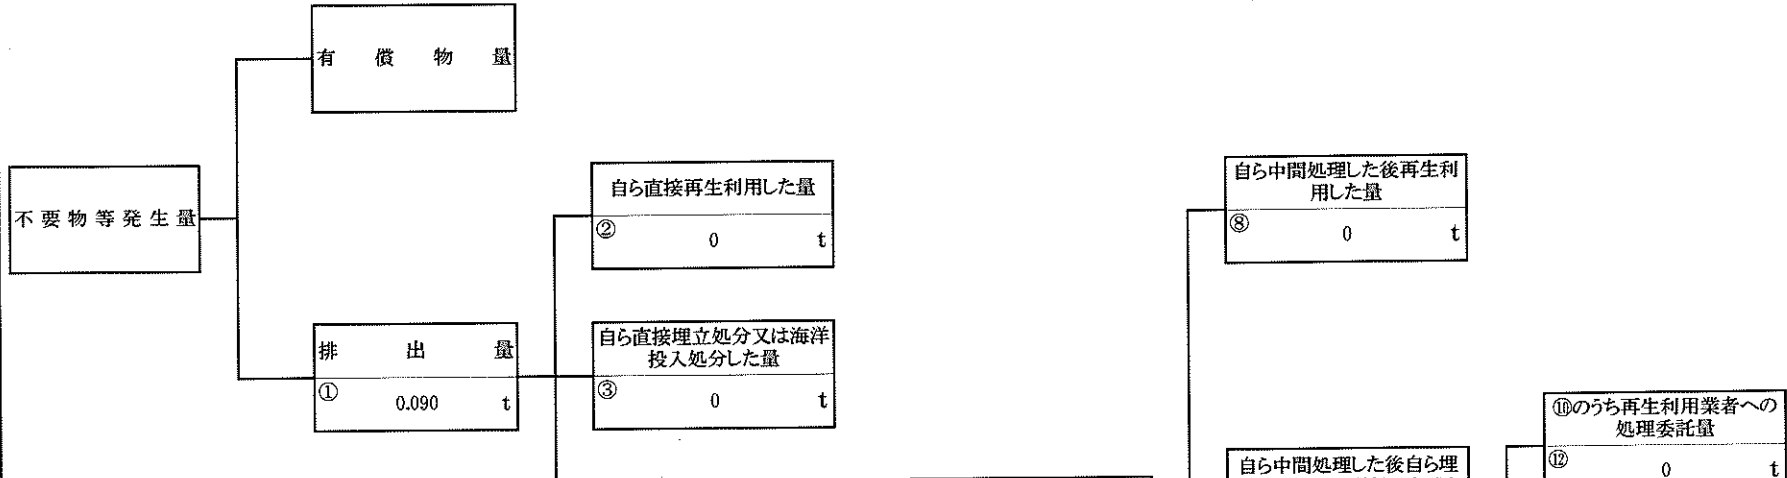 有償物量
不要物等発生量
自ら直接再生利用した量
② 0 t
自ら中間処理した後再生利
用した量
⑧ 0 t
排出量
① 0.090 t
自ら直接埋立処分又は海洋
投入処分した量
③ 0 t
⑩のうち再生利用業者への
処理委託量
⑫ 0 t
自ら中間処理した後自ら埋